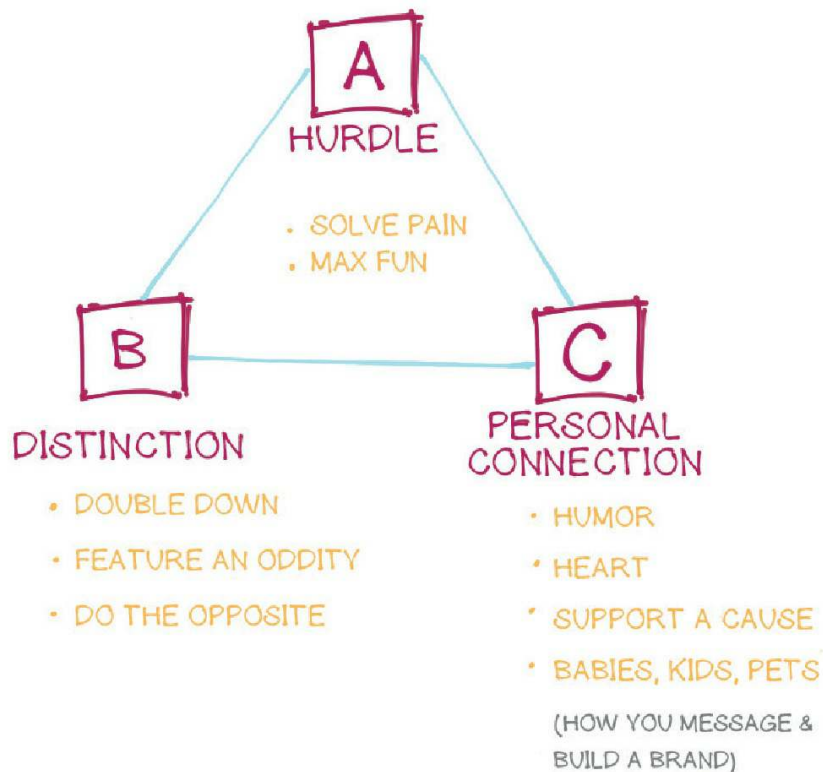 A
HURDLE
• SOLVE PAIN
• MAX FUN
B
DISTINCTION
• DOUBLE DOWN
• FEATURE AN ODDITY
• DO THE OPPOSITE
C
PERSONAL
CONNECTION
• HUMOR
• HEART
• SUPPORT A CAUSE
• BABIES, KIDS, PETS
(HOW YOU MESSAGE &
BUILD A BRAND)